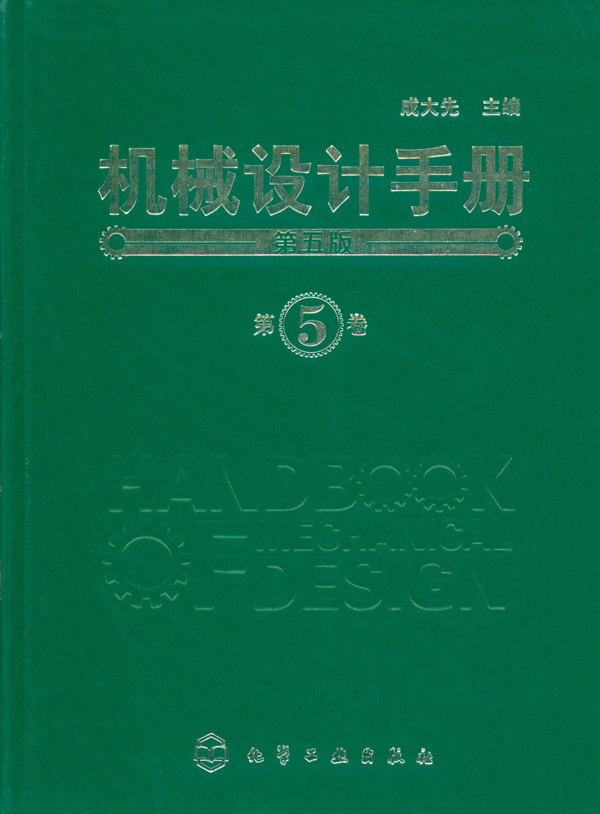 成大先 主编
机械设计手册
第五版
第5卷
HANDBOOK
OF MECHANICAL
DESIGN
化学工业出版社